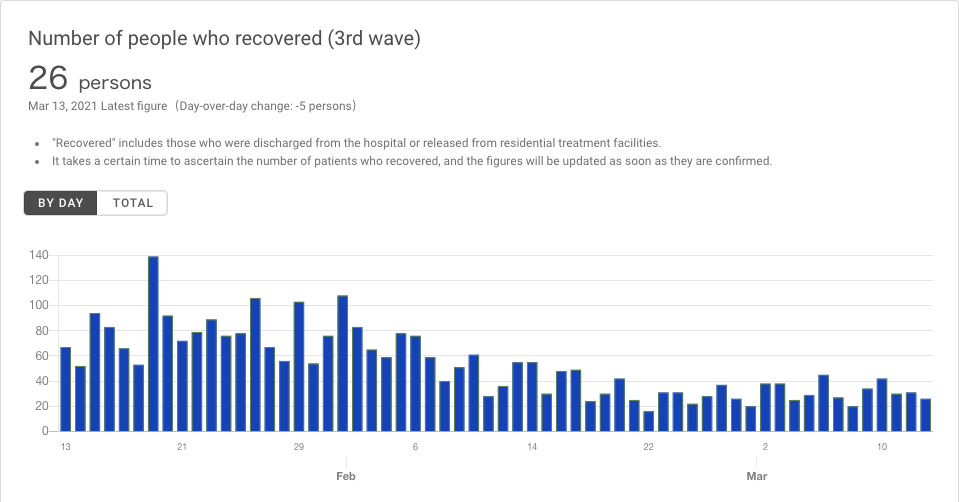 Number of people who recovered (3rd wave)
26 persons
Mar 13, 2021 Latest figure (Day-over-day change: -5 persons)
"Recovered" includes those who were discharged from the hospital or released from residential treatment facilities.
It takes a certain time to ascertain the number of patients who recovered, and the figures will be updated as soon as they are confirmed.
BY DAY TOTAL
140
120
100
80
60
40
20
0
13 21 29 6 14 22 2 10
Feb Mar